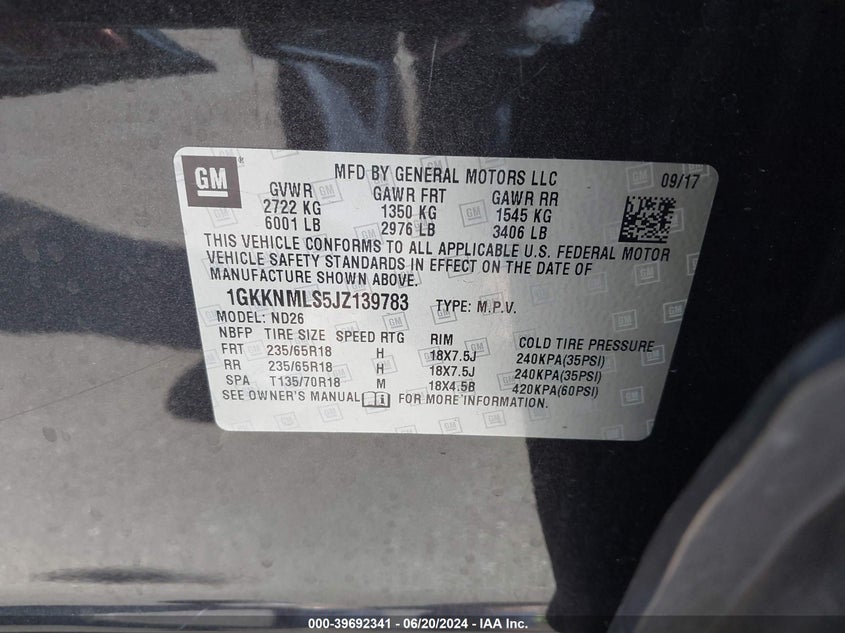 GM
MFD BY GENERAL MOTORS LLC 09/17
GVWR GAWR FRT GAWR RR
2722 KG 1350 KG 1545 KG
6001 LB 2976 LB 3406 LB
THIS VEHICLE CONFORMS TO ALL APPLICABLE U.S. FEDERAL MOTOR
VEHICLE SAFETY STANDARDS IN EFFECT ON THE DATE OF
MANUFACTURE SHOWN ABOVE.
1GKKNMLS5JZ139783 TYPE: M.P.V.
MODEL: ND26
NBFP TIRE SIZE SPEED RTG RIM COLD TIRE PRESSURE
FRT 235/65R18 H 18X7.5J 240KPA(35PSI)
RR 235/65R18 H 18X7.5J 240KPA(35PSI)
SPA T135/70R18 M 18X4.5B 420KPA(60PSI)
SEE OWNER'S MANUAL FOR MORE INFORMATION.
000-39692341 - 06/20/2024 - IAA Inc.